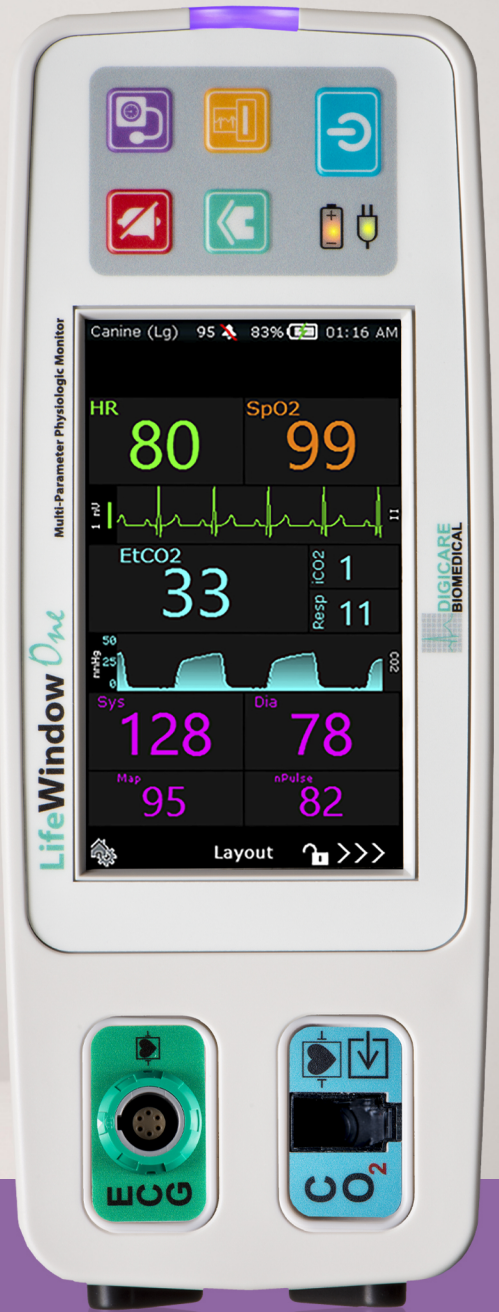 Canine (Lg) 95 83% 01:16 AM
HR
80
SpO2
99
1 mV
II
EtCO2
33
iCO2
1
Resp
11
mmHg
50
25
0
CO2
Sys
128
Dia
78
Map
95
nPulse
82
Layout >>>
Multi-Parameter Physiologic Monitor
LifeWindow One
DIGICARE
BIOMEDICAL
ECG
CO2